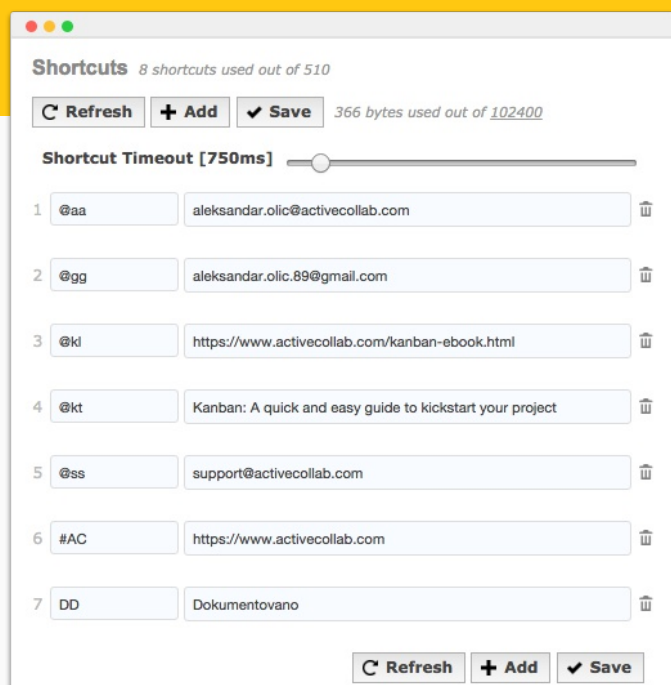 Shortcuts 8 shortcuts used out of 510
Refresh Add Save 366 bytes used out of 102400
Shortcut Timeout [750ms]
1 @aa aleksandar.olic@activecollab.com
2 @gg aleksandar.olic.89@gmail.com
3 @kl https://www.activecollab.com/kanban-ebook.html
4 @kt Kanban: A quick and easy guide to kickstart your project
5 @ss support@activecollab.com
6 #AC https://www.activecollab.com
7 DD Dokumentovano
Refresh Add Save